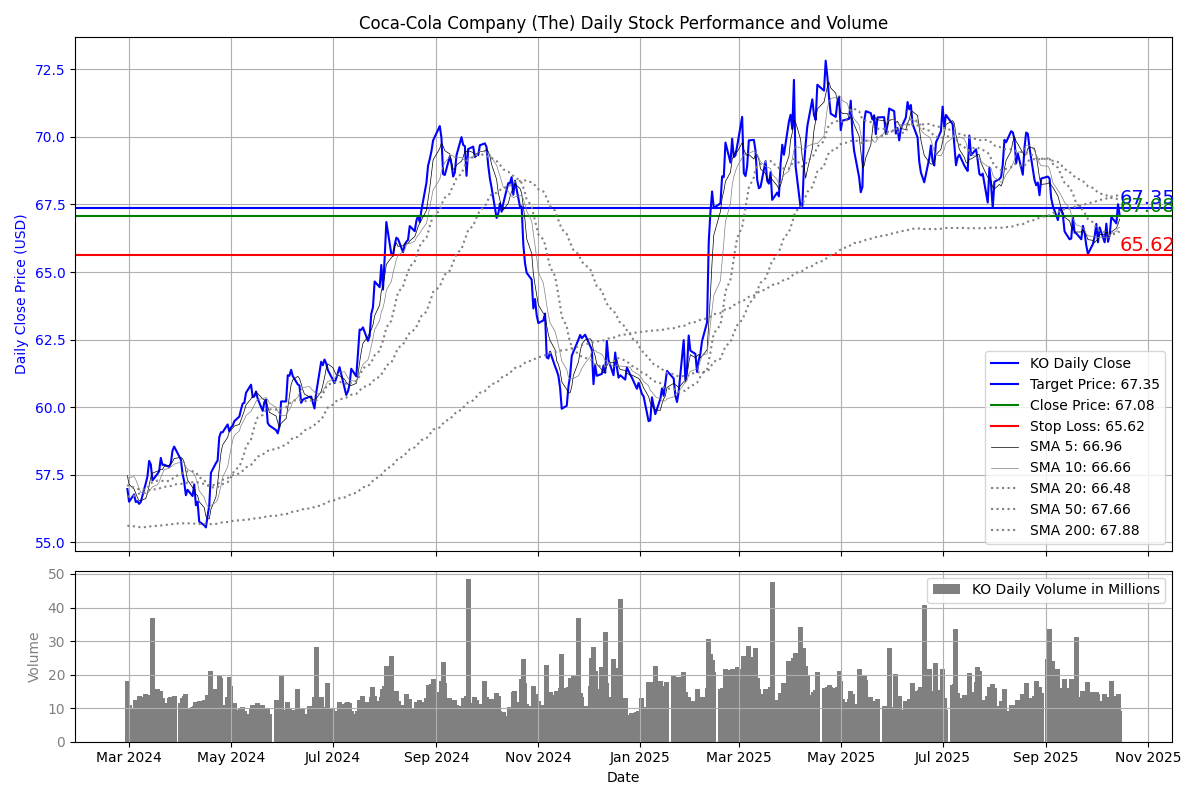 Coca-Cola Company (The) Daily Stock Performance and Volume
Daily Close Price (USD)
72.5
70.0
67.5
65.0
62.5
60.0
57.5
55.0
67.35
67.08
65.62
KO Daily Close
Target Price: 67.35
Close Price: 67.08
Stop Loss: 65.62
SMA 5: 66.96
SMA 10: 66.66
SMA 20: 66.48
SMA 50: 67.66
SMA 200: 67.88
Volume
50
40
30
20
10
0
KO Daily Volume in Millions
Mar 2024 May 2024 Jul 2024 Sep 2024 Nov 2024 Jan 2025 Mar 2025 May 2025 Jul 2025 Sep 2025 Nov 2025
Date